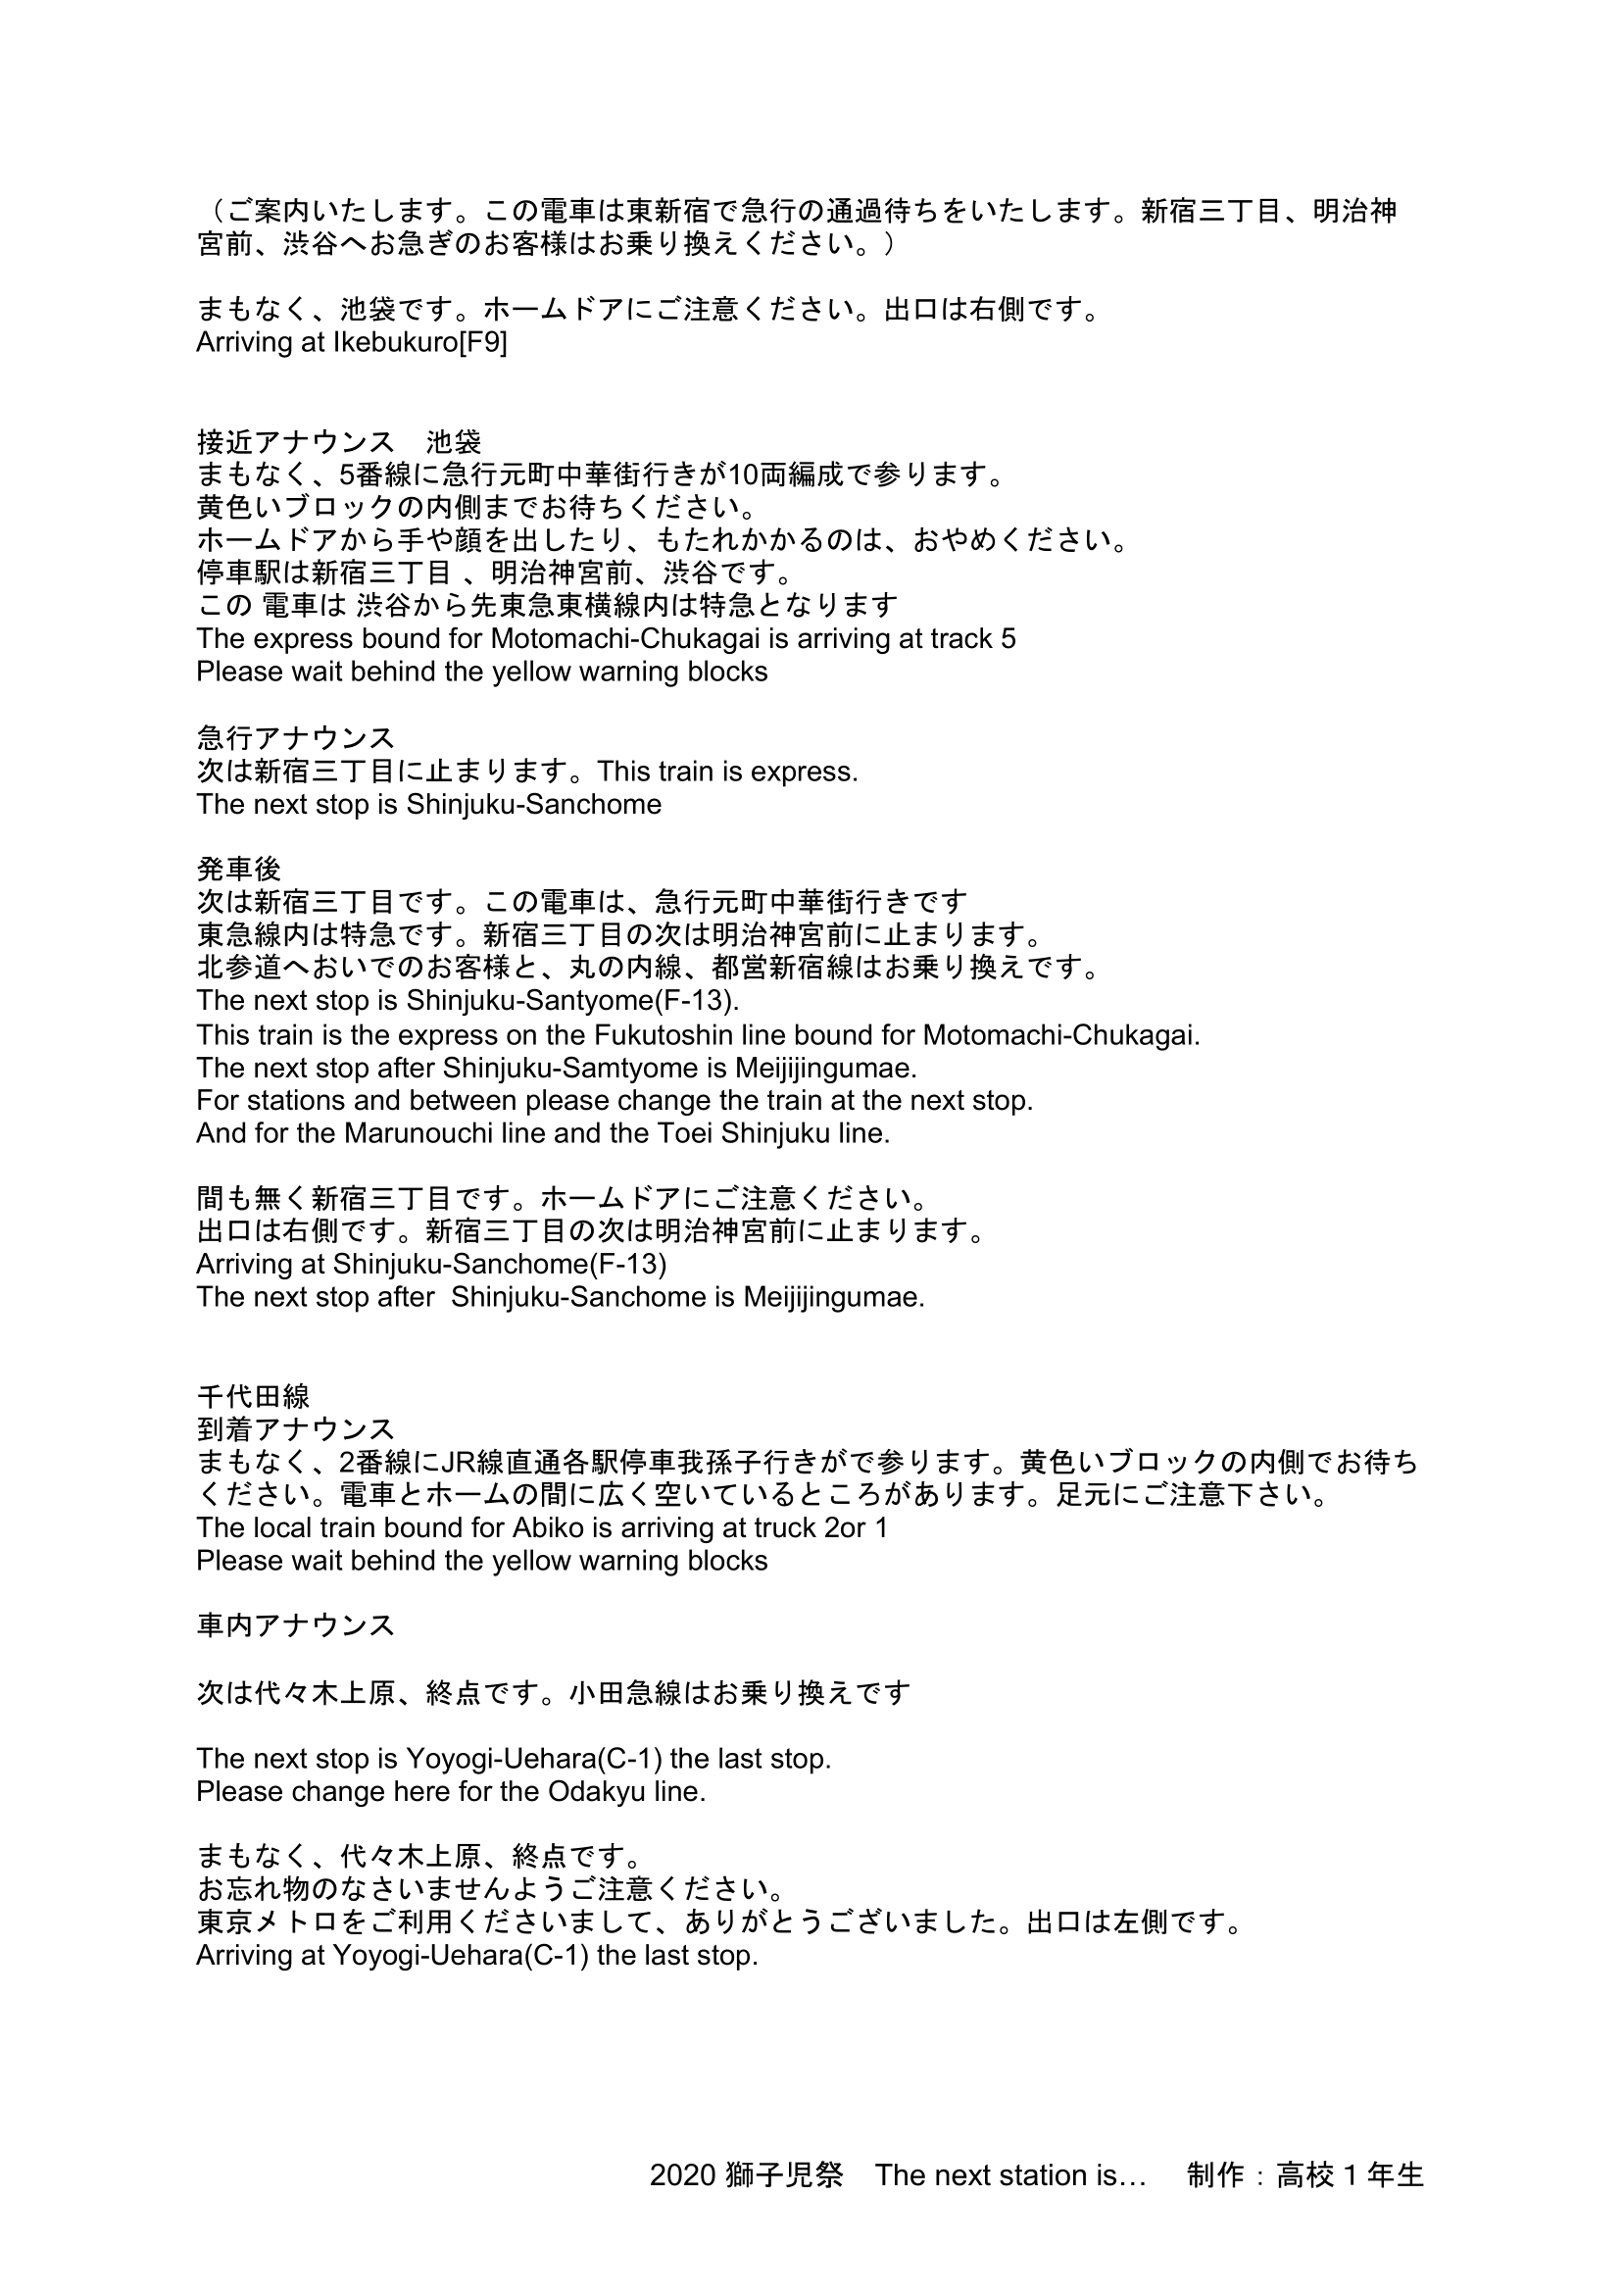 （ご案内いたします。この電車は東新宿で急行の通過待ちをいたします。新宿三丁目、明治神
宮前、渋谷へお急ぎのお客様はお乗り換えください。）
まもなく、池袋です。ホームドアにご注意ください。出口は右側です。
Arriving at Ikebukuro[F9]
接近アナウンス　池袋
まもなく、5番線に急行元町中華街行きが10両編成で参ります。
黄色いブロックの内側までお待ちください。
ホームドアから手や顔を出したり、もたれかかるのは、おやめください。
停車駅は新宿三丁目 、明治神宮前、渋谷です。
この 電車は 渋谷から先東急東横線内は特急となります
The express bound for Motomachi-Chukagai is arriving at track 5
Please wait behind the yellow warning blocks
急行アナウンス
次は新宿三丁目に止まります。This train is express.
The next stop is Shinjuku-Sanchome
発車後
次は新宿三丁目です。この電車は、急行元町中華街行きです
東急線内は特急です。新宿三丁目の次は明治神宮前に止まります。
北参道へおいでのお客様と、丸の内線、都営新宿線はお乗り換えです。
The next stop is Shinjuku-Santyome(F-13).
This train is the express on the Fukutoshin line bound for Motomachi-Chukagai.
The next stop after Shinjuku-Samtyome is Meijijingumae.
For stations and between please change the train at the next stop.
And for the Marunouchi line and the Toei Shinjuku line.
間も無く新宿三丁目です。ホームドアにご注意ください。
出口は右側です。新宿三丁目の次は明治神宮前に止まります。
Arriving at Shinjuku-Sanchome(F-13)
The next stop after  Shinjuku-Sanchome is Meijijingumae.
千代田線
到着アナウンス
まもなく、2番線にJR線直通各駅停車我孫子行きがで参ります。黄色いブロックの内側でお待ち
ください。電車とホームの間に広く空いているところがあります。足元にご注意下さい。
The local train bound for Abiko is arriving at truck 2or 1
Please wait behind the yellow warning blocks
車内アナウンス
次は代々木上原、終点です。小田急線はお乗り換えです
The next stop is Yoyogi-Uehara(C-1) the last stop.
Please change here for the Odakyu line.
まもなく、代々木上原、終点です。
お忘れ物のなさいませんようご注意ください。
東京メトロをご利用くださいまして、ありがとうございました。出口は左側です。
Arriving at Yoyogi-Uehara(C-1) the last stop.
2020 獅子児祭　The next station is…　制作：高校 1 年生